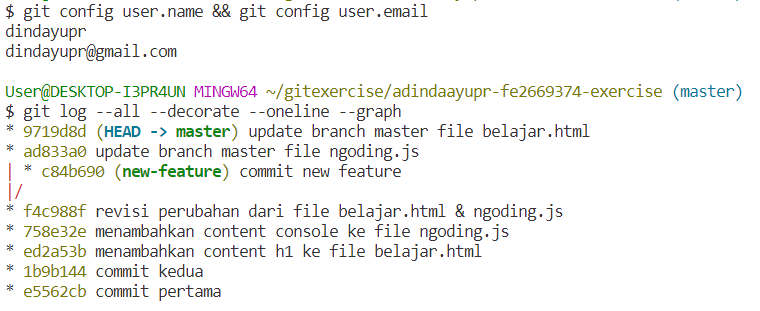 $ git config user.name && git config user.email
dindayupr
dindayupr@gmail.com
User@DESKTOP-I3PR4UN MINGW64 ~/gitexercise/adindaayupr-fe2669374-exercise (master)
$ git log --all --decorate --oneline --graph
* 9719d8d (HEAD -> master) update branch master file belajar.html
* ad833a0 update branch master file ngoding.js
| * c84b690 (new-feature) commit new feature
|/
* f4c988f revisi perubahan dari file belajar.html & ngoding.js
* 758e32e menambahkan content console ke file ngoding.js
* ed2a53b menambahkan content h1 ke file belajar.html
* 1b9b144 commit kedua
* e5562cb commit pertama